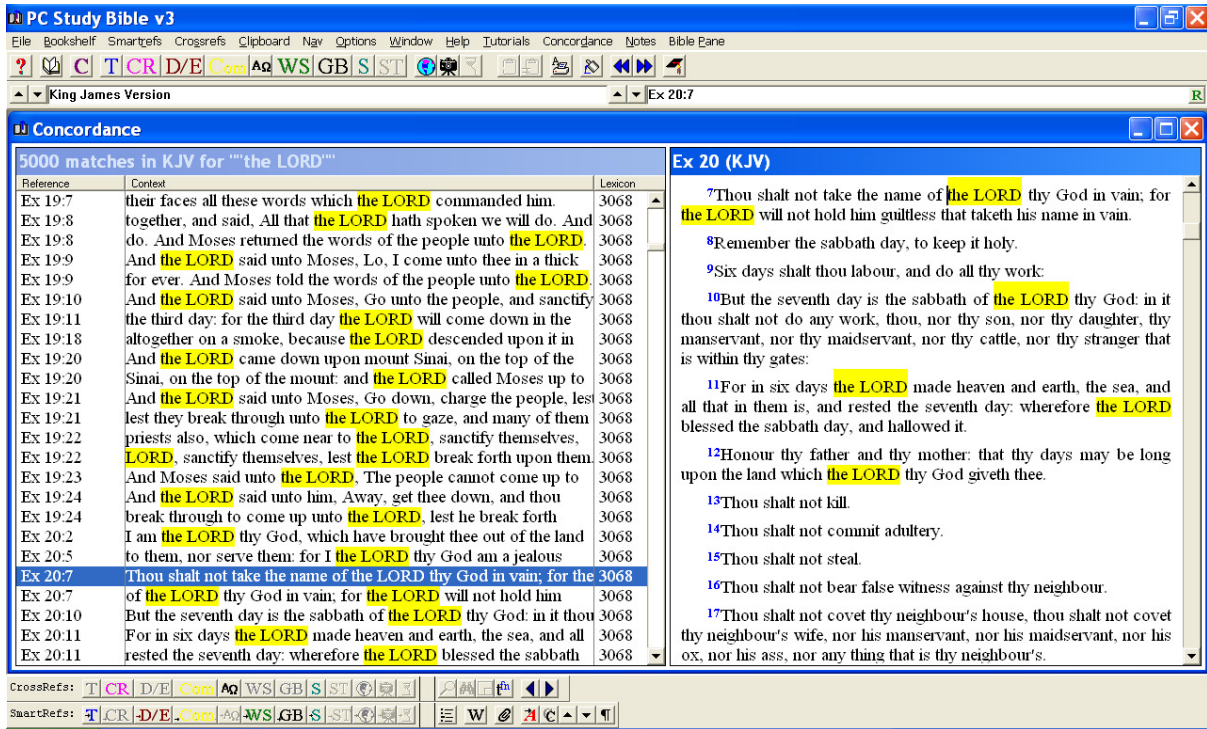 PC Study Bible v3
File Bookshelf Smartrefs Crossrefs Clipboard Nav Options Window Help Tutorials Concordance Notes Bible Pane
? C T CR D/E Com ΑΩ WS GB S ST
King James Version Ex 20:7 R
Concordance
5000 matches in KJV for ""the LORD""
Reference Context Lexicon
Ex 19:7 their faces all these words which the LORD commanded him. 3068
Ex 19:8 together, and said, All that the LORD hath spoken we will do. And 3068
Ex 19:8 do. And Moses returned the words of the people unto the LORD. 3068
Ex 19:9 And the LORD said unto Moses, Lo, I come unto thee in a thick 3068
Ex 19:9 for ever. And Moses told the words of the people unto the LORD. 3068
Ex 19:10 And the LORD said unto Moses, Go unto the people, and sanctify 3068
Ex 19:11 the third day: for the third day the LORD will come down in the 3068
Ex 19:18 altogether on a smoke, because the LORD descended upon it in 3068
Ex 19:20 And the LORD came down upon mount Sinai, on the top of the 3068
Ex 19:20 Sinai, on the top of the mount: and the LORD called Moses up to 3068
Ex 19:21 And the LORD said unto Moses, Go down, charge the people, lest 3068
Ex 19:21 lest they break through unto the LORD to gaze, and many of them 3068
Ex 19:22 priests also, which come near to the LORD, sanctify themselves, 3068
Ex 19:22 LORD, sanctify themselves, lest the LORD break forth upon them. 3068
Ex 19:23 And Moses said unto the LORD, The people cannot come up to 3068
Ex 19:24 And the LORD said unto him, Away, get thee down, and thou 3068
Ex 19:24 break through to come up unto the LORD, lest he break forth 3068
Ex 20:2 I am the LORD thy God, which have brought thee out of the land 3068
Ex 20:5 to them, nor serve them: for I the LORD thy God am a jealous 3068
Ex 20:7 Thou shalt not take the name of the LORD thy God in vain; for the 3068
Ex 20:7 of the LORD thy God in vain; for the LORD will not hold him 3068
Ex 20:10 But the seventh day is the sabbath of the LORD thy God: in it thou 3068
Ex 20:11 For in six days the LORD made heaven and earth, the sea, and all 3068
Ex 20:11 rested the seventh day: wherefore the LORD blessed the sabbath 3068
Ex 20 (KJV)
7Thou shalt not take the name of the LORD thy God in vain; for
the LORD will not hold him guiltless that taketh his name in vain.
8Remember the sabbath day, to keep it holy.
9Six days shalt thou labour, and do all thy work:
10But the seventh day is the sabbath of the LORD thy God: in it
thou shalt not do any work, thou, nor thy son, nor thy daughter, thy
manservant, nor thy maidservant, nor thy cattle, nor thy stranger that
is within thy gates:
11For in six days the LORD made heaven and earth, the sea, and
all that in them is, and rested the seventh day: wherefore the LORD
blessed the sabbath day, and hallowed it.
12Honour thy father and thy mother: that thy days may be long
upon the land which the LORD thy God giveth thee.
13Thou shalt not kill.
14Thou shalt not commit adultery.
15Thou shalt not steal.
16Thou shalt not bear false witness against thy neighbour.
17Thou shalt not covet thy neighbour's house, thou shalt not covet
thy neighbour's wife, nor his manservant, nor his maidservant, nor his
ox, nor his ass, nor any thing that is thy neighbour's.
CrossRefs: T CR D/E Com ΑΩ WS GB S ST fn
SmartRefs: T CR D/E Com ΑΩ WS GB S ST W ¶